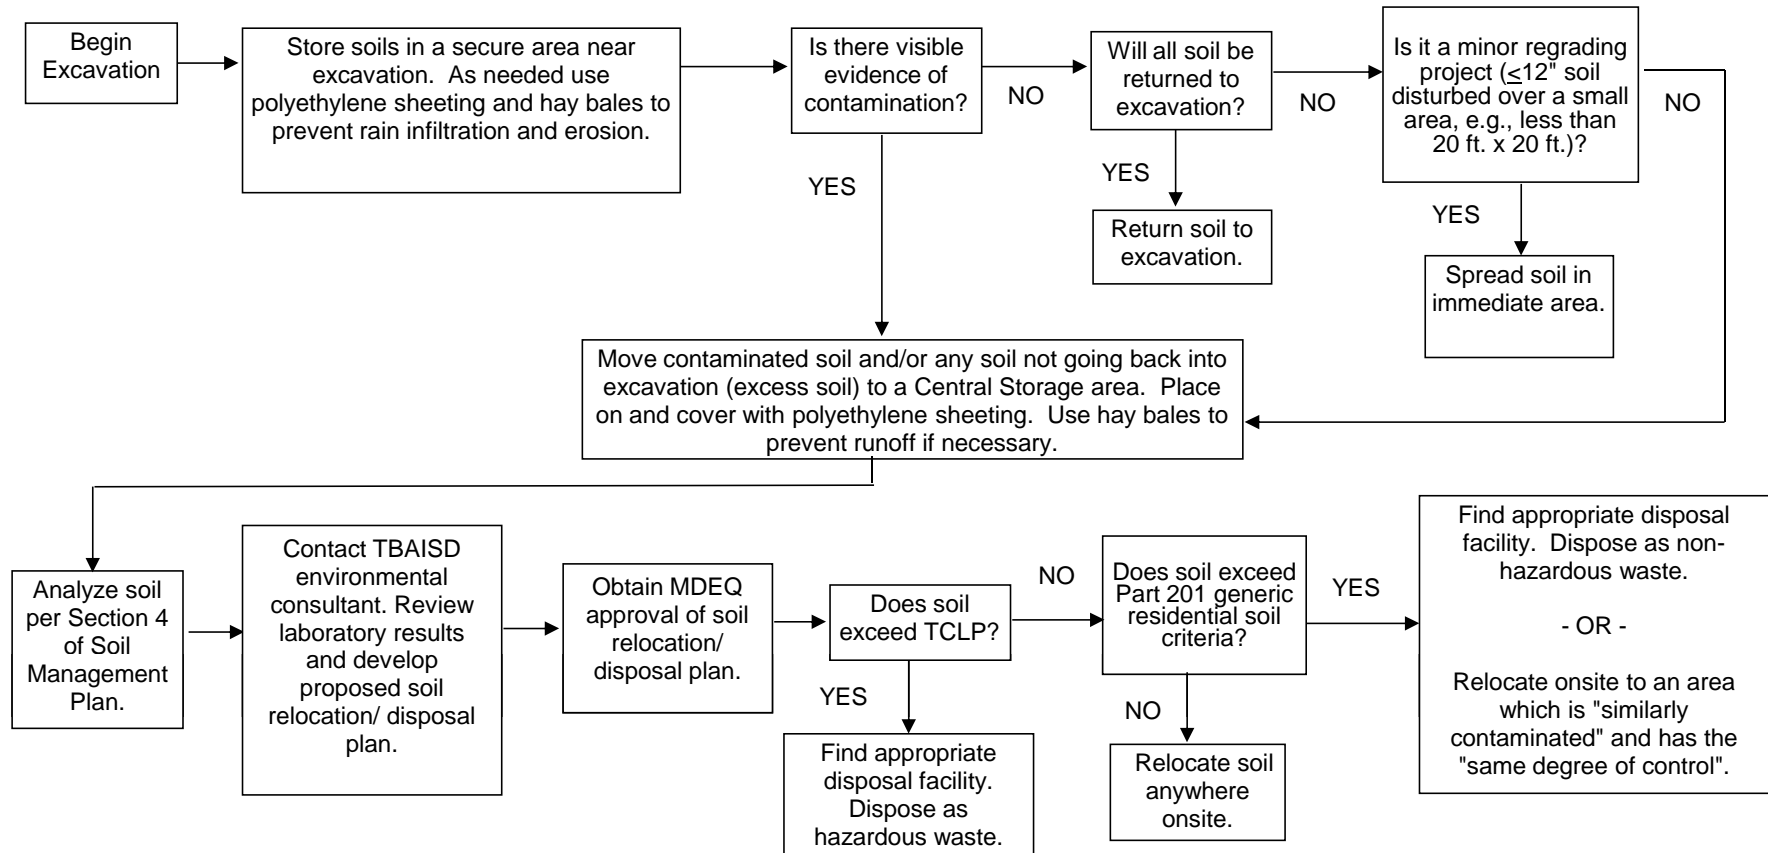 Begin
Excavation
Store soils in a secure area near
excavation.  As needed use
polyethylene sheeting and hay bales to
prevent rain infiltration and erosion.
Is there visible
evidence of
contamination?
NO
YES
Will all soil be
returned to
excavation?
NO
YES
Return soil to
excavation.
Is it a minor regrading
project (≤12" soil
disturbed over a small
area, e.g., less than
20 ft. x 20 ft.)?
NO
YES
Spread soil in
immediate area.
Move contaminated soil and/or any soil not going back into
excavation (excess soil) to a Central Storage area.  Place
on and cover with polyethylene sheeting.  Use hay bales to
prevent runoff if necessary.
Analyze soil
per Section 4
of Soil
Management
Plan.
Contact TBAISD
environmental
consultant. Review
laboratory results
and develop
proposed soil
relocation/ disposal
plan.
Obtain MDEQ
approval of soil
relocation/
disposal plan.
Does soil
exceed TCLP?
NO
YES
Find appropriate
disposal facility.
Dispose as
hazardous waste.
Does soil exceed
Part 201 generic
residential soil
criteria?
YES
NO
Relocate soil
anywhere
onsite.
Find appropriate disposal
facility.  Dispose as non-
hazardous waste.
- OR -
Relocate onsite to an area
which is "similarly
contaminated" and has the
"same degree of control".